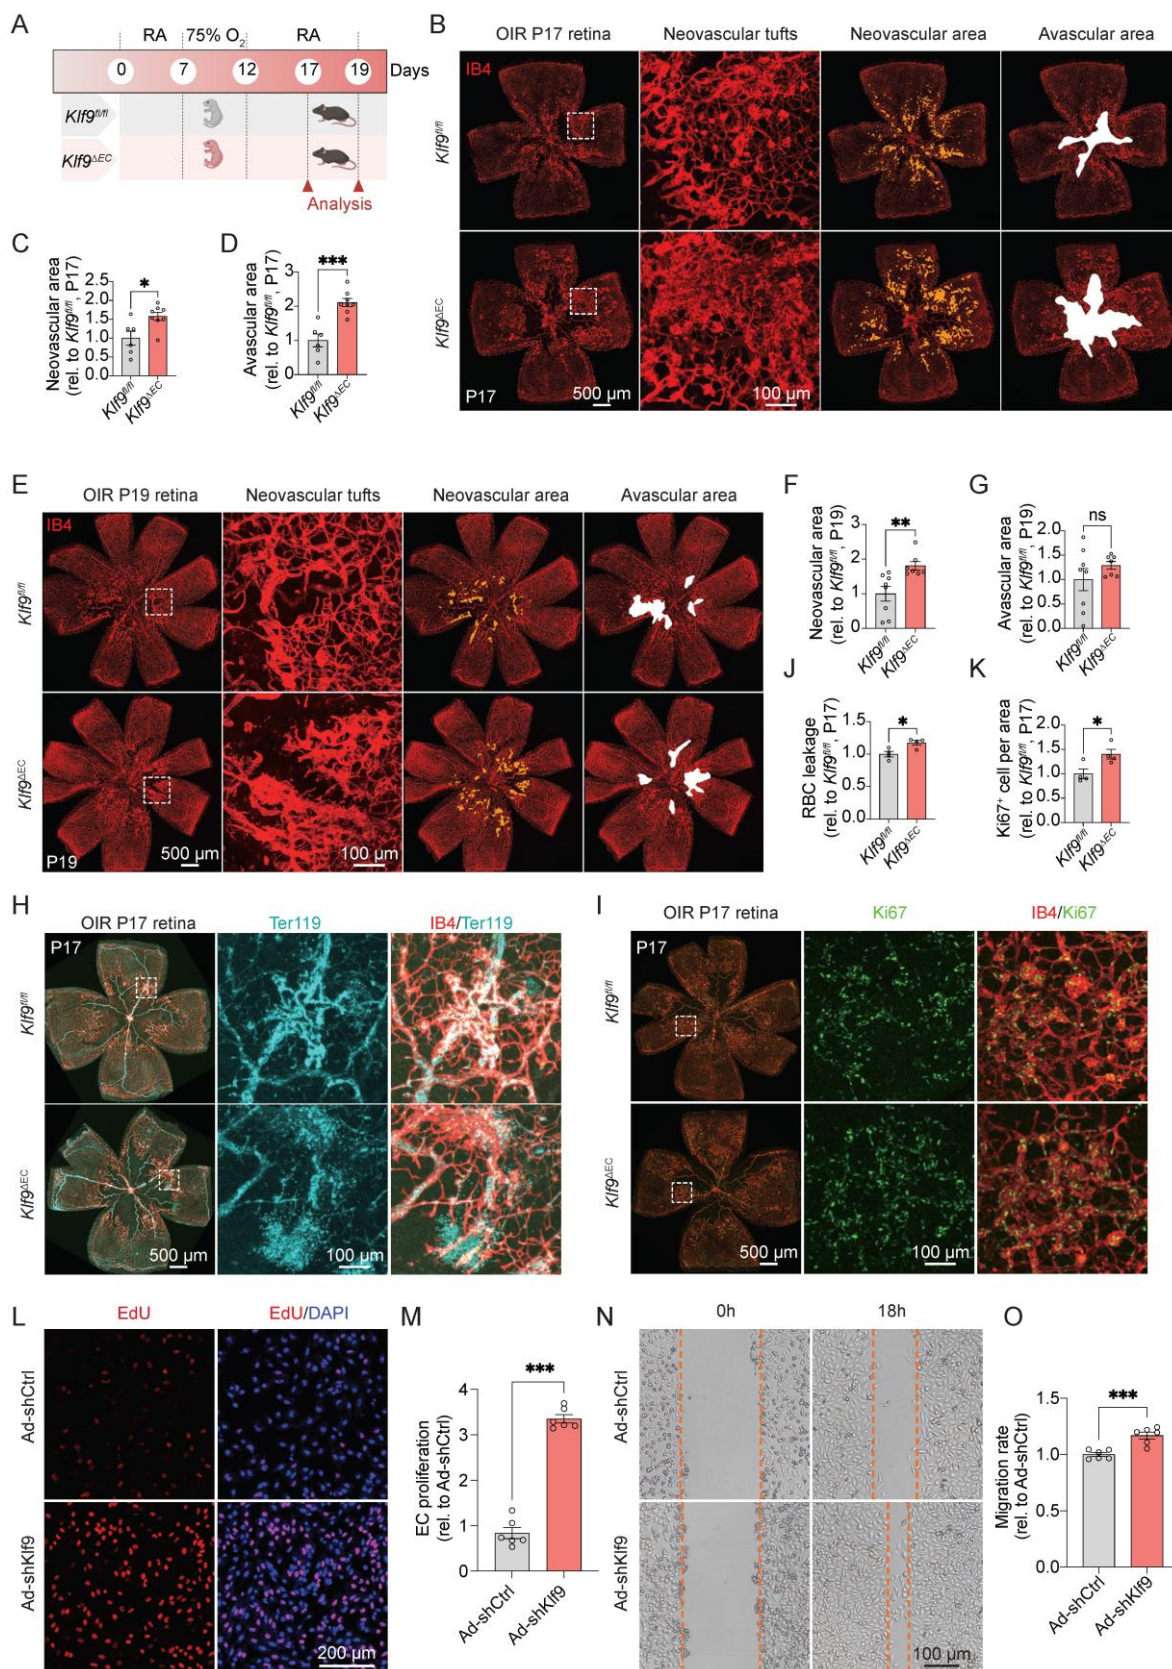 A
RA 75% O2 RA
0 7 12 17 19 Days
Klf9fl/fl
Klf9ΔEC
Analysis
B
OIR P17 retina Neovascular tufts Neovascular area Avascular area
IB4
Klf9fl/fl
Klf9ΔEC
P17 500 µm 100 µm
C
Neovascular area
(rel. to Klf9fl/fl, P17)
2.5
2.0
1.5
1.0
0.5
0.0
*
Klf9fl/fl
Klf9ΔEC
D
Avascular area
(rel. to Klf9fl/fl, P17)
3
2
1
0
***
Klf9fl/fl
Klf9ΔEC
E
OIR P19 retina Neovascular tufts Neovascular area Avascular area
IB4
Klf9fl/fl
Klf9ΔEC
P19 500 µm 100 µm
F
Neovascular area
(rel. to Klf9fl/fl, P19)
3
2
1
0
**
Klf9fl/fl
Klf9ΔEC
G
Avascular area
(rel. to Klf9fl/fl, P19)
2.0
1.5
1.0
0.5
0.0
ns
Klf9fl/fl
Klf9ΔEC
J
RBC leakage
(rel. to Klf9fl/fl, P17)
1.5
1.0
0.5
0.0
*
Klf9fl/fl
Klf9ΔEC
K
Ki67+ cell per area
(rel. to Klf9fl/fl, P17)
2.0
1.5
1.0
0.5
0.0
*
Klf9fl/fl
Klf9ΔEC
H
OIR P17 retina Ter119 IB4/Ter119
P17
Klf9fl/fl
Klf9ΔEC
500 µm 100 µm
I
OIR P17 retina Ki67 IB4/Ki67
P17
Klf9fl/fl
Klf9ΔEC
500 µm 100 µm
L
EdU EdU/DAPI
Ad-shCtrl
Ad-shKlf9
200 µm
M
EC proliferation
(rel. to Ad-shCtrl)
4
3
2
1
0
***
Ad-shCtrl
Ad-shKlf9
N
0h 18h
Ad-shCtrl
Ad-shKlf9
100 µm
O
Migration rate
(rel. to Ad-shCtrl)
1.5
1.0
0.5
0.0
***
Ad-shCtrl
Ad-shKlf9